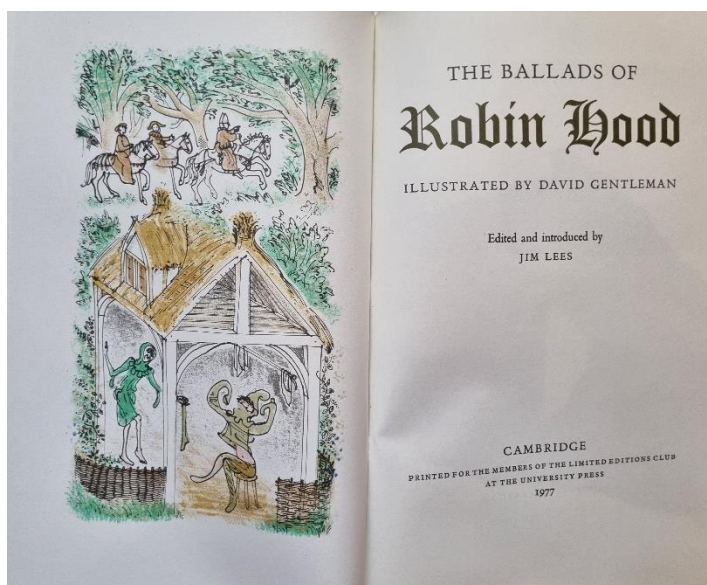 THE BALLADS OF
Robin Hood
ILLUSTRATED BY DAVID GENTLEMAN
Edited and introduced by
JIM LEES
CAMBRIDGE
PRINTED FOR THE MEMBERS OF THE LIMITED EDITIONS CLUB
AT THE UNIVERSITY PRESS
1977